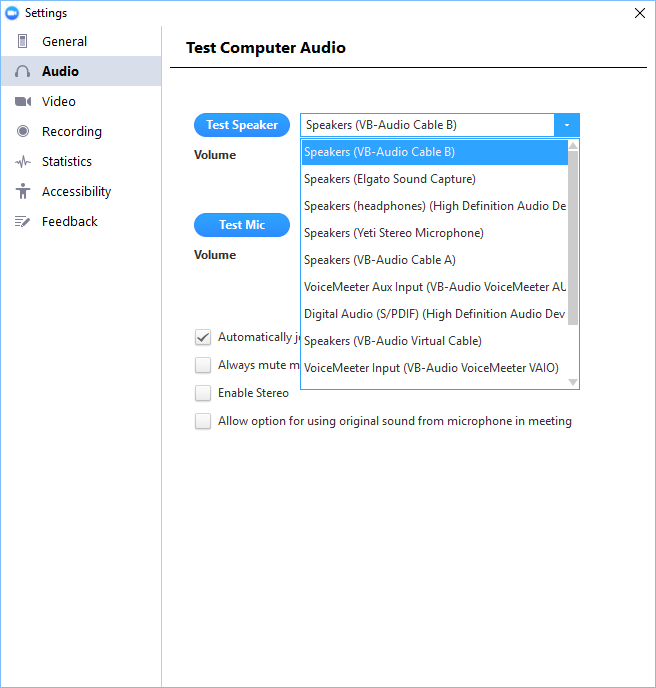 Settings
General
Audio
Video
Recording
Statistics
Accessibility
Feedback
Test Computer Audio
Test Speaker
Speakers (VB-Audio Cable B)
Volume
Speakers (VB-Audio Cable B)
Speakers (Elgato Sound Capture)
Speakers (headphones) (High Definition Audio De
Speakers (Yeti Stereo Microphone)
Speakers (VB-Audio Cable A)
VoiceMeeter Aux Input (VB-Audio VoiceMeeter AU
Digital Audio (S/PDIF) (High Definition Audio Dev
Speakers (VB-Audio Virtual Cable)
VoiceMeeter Input (VB-Audio VoiceMeeter VAIO)
Test Mic
Volume
Automatically jo
Always mute m
Enable Stereo
Allow option for using original sound from microphone in meeting